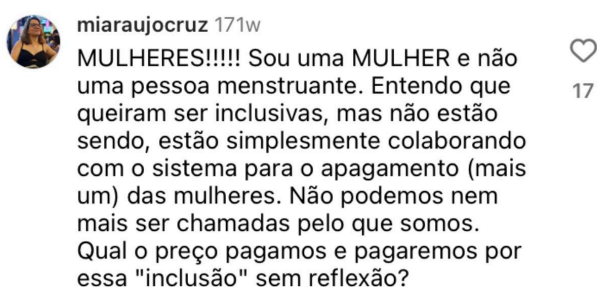 miaraujocruz 171w
MULHERES!!!!! Sou uma MULHER e não
uma pessoa menstruante. Entendo que
queiram ser inclusivas, mas não estão
sendo, estão simplesmente colaborando
com o sistema para o apagamento (mais
um) das mulheres. Não podemos nem
mais ser chamadas pelo que somos.
Qual o preço pagamos e pagaremos por
essa "inclusão" sem reflexão?
17